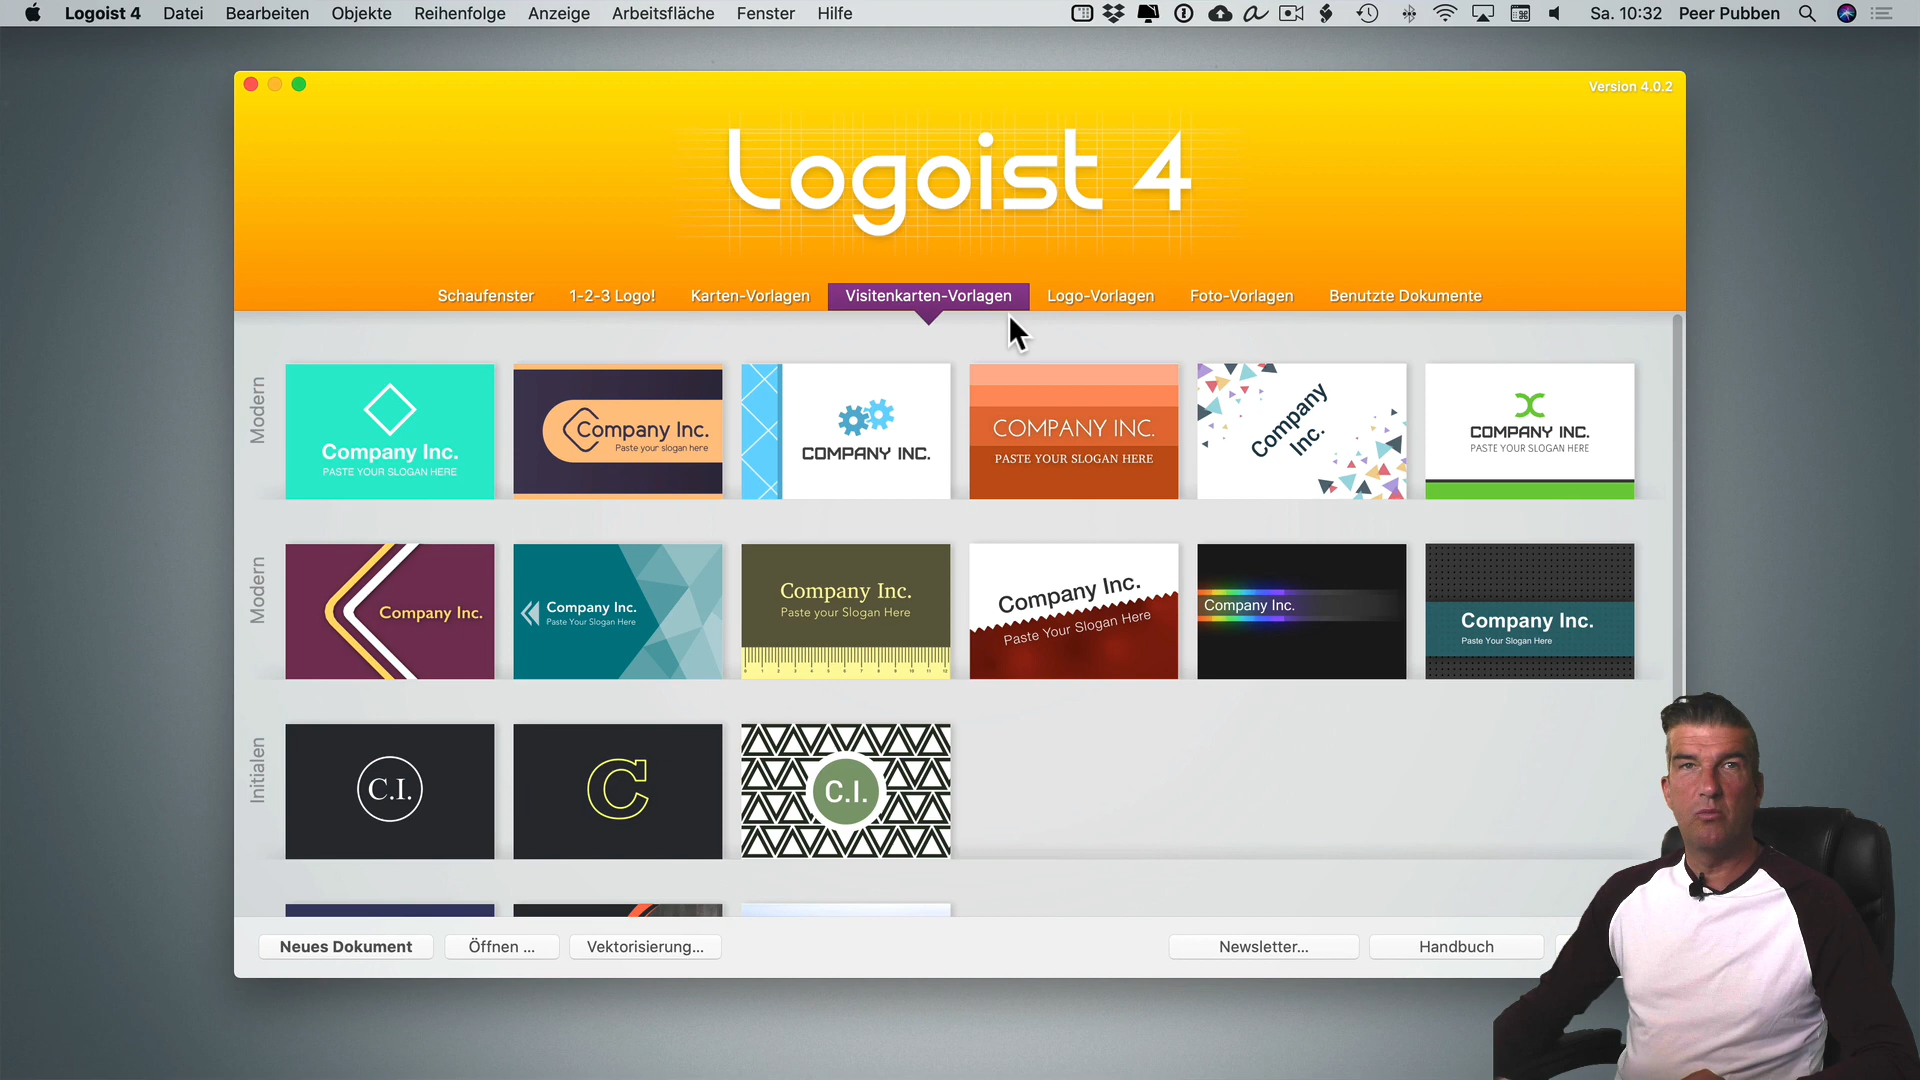 Logoist 4 Datei Bearbeiten Objekte Reihenfolge Anzeige Arbeitsfläche Fenster Hilfe Sa. 10:32 Peer Pubben
Version 4.0.2
Logoist 4
Schaufenster 1-2-3 Logo! Karten-Vorlagen Visitenkarten-Vorlagen Logo-Vorlagen Foto-Vorlagen Benutzte Dokumente
Modern
Company Inc.
PASTE YOUR SLOGAN HERE
Company Inc.
Paste your slogan here
COMPANY INC.
COMPANY INC.
PASTE YOUR SLOGAN HERE
Company
Inc.
COMPANY INC.
PASTE YOUR SLOGAN HERE
Modern
Company Inc.
Company Inc.
Paste Your Slogan Here
Company Inc.
Paste your Slogan Here
Company Inc.
Paste Your Slogan Here
Company Inc.
Company Inc.
Paste Your Slogan Here
Initialen
C.I.
C
C.I.
Neues Dokument Öffnen ... Vektorisierung... Newsletter... Handbuch